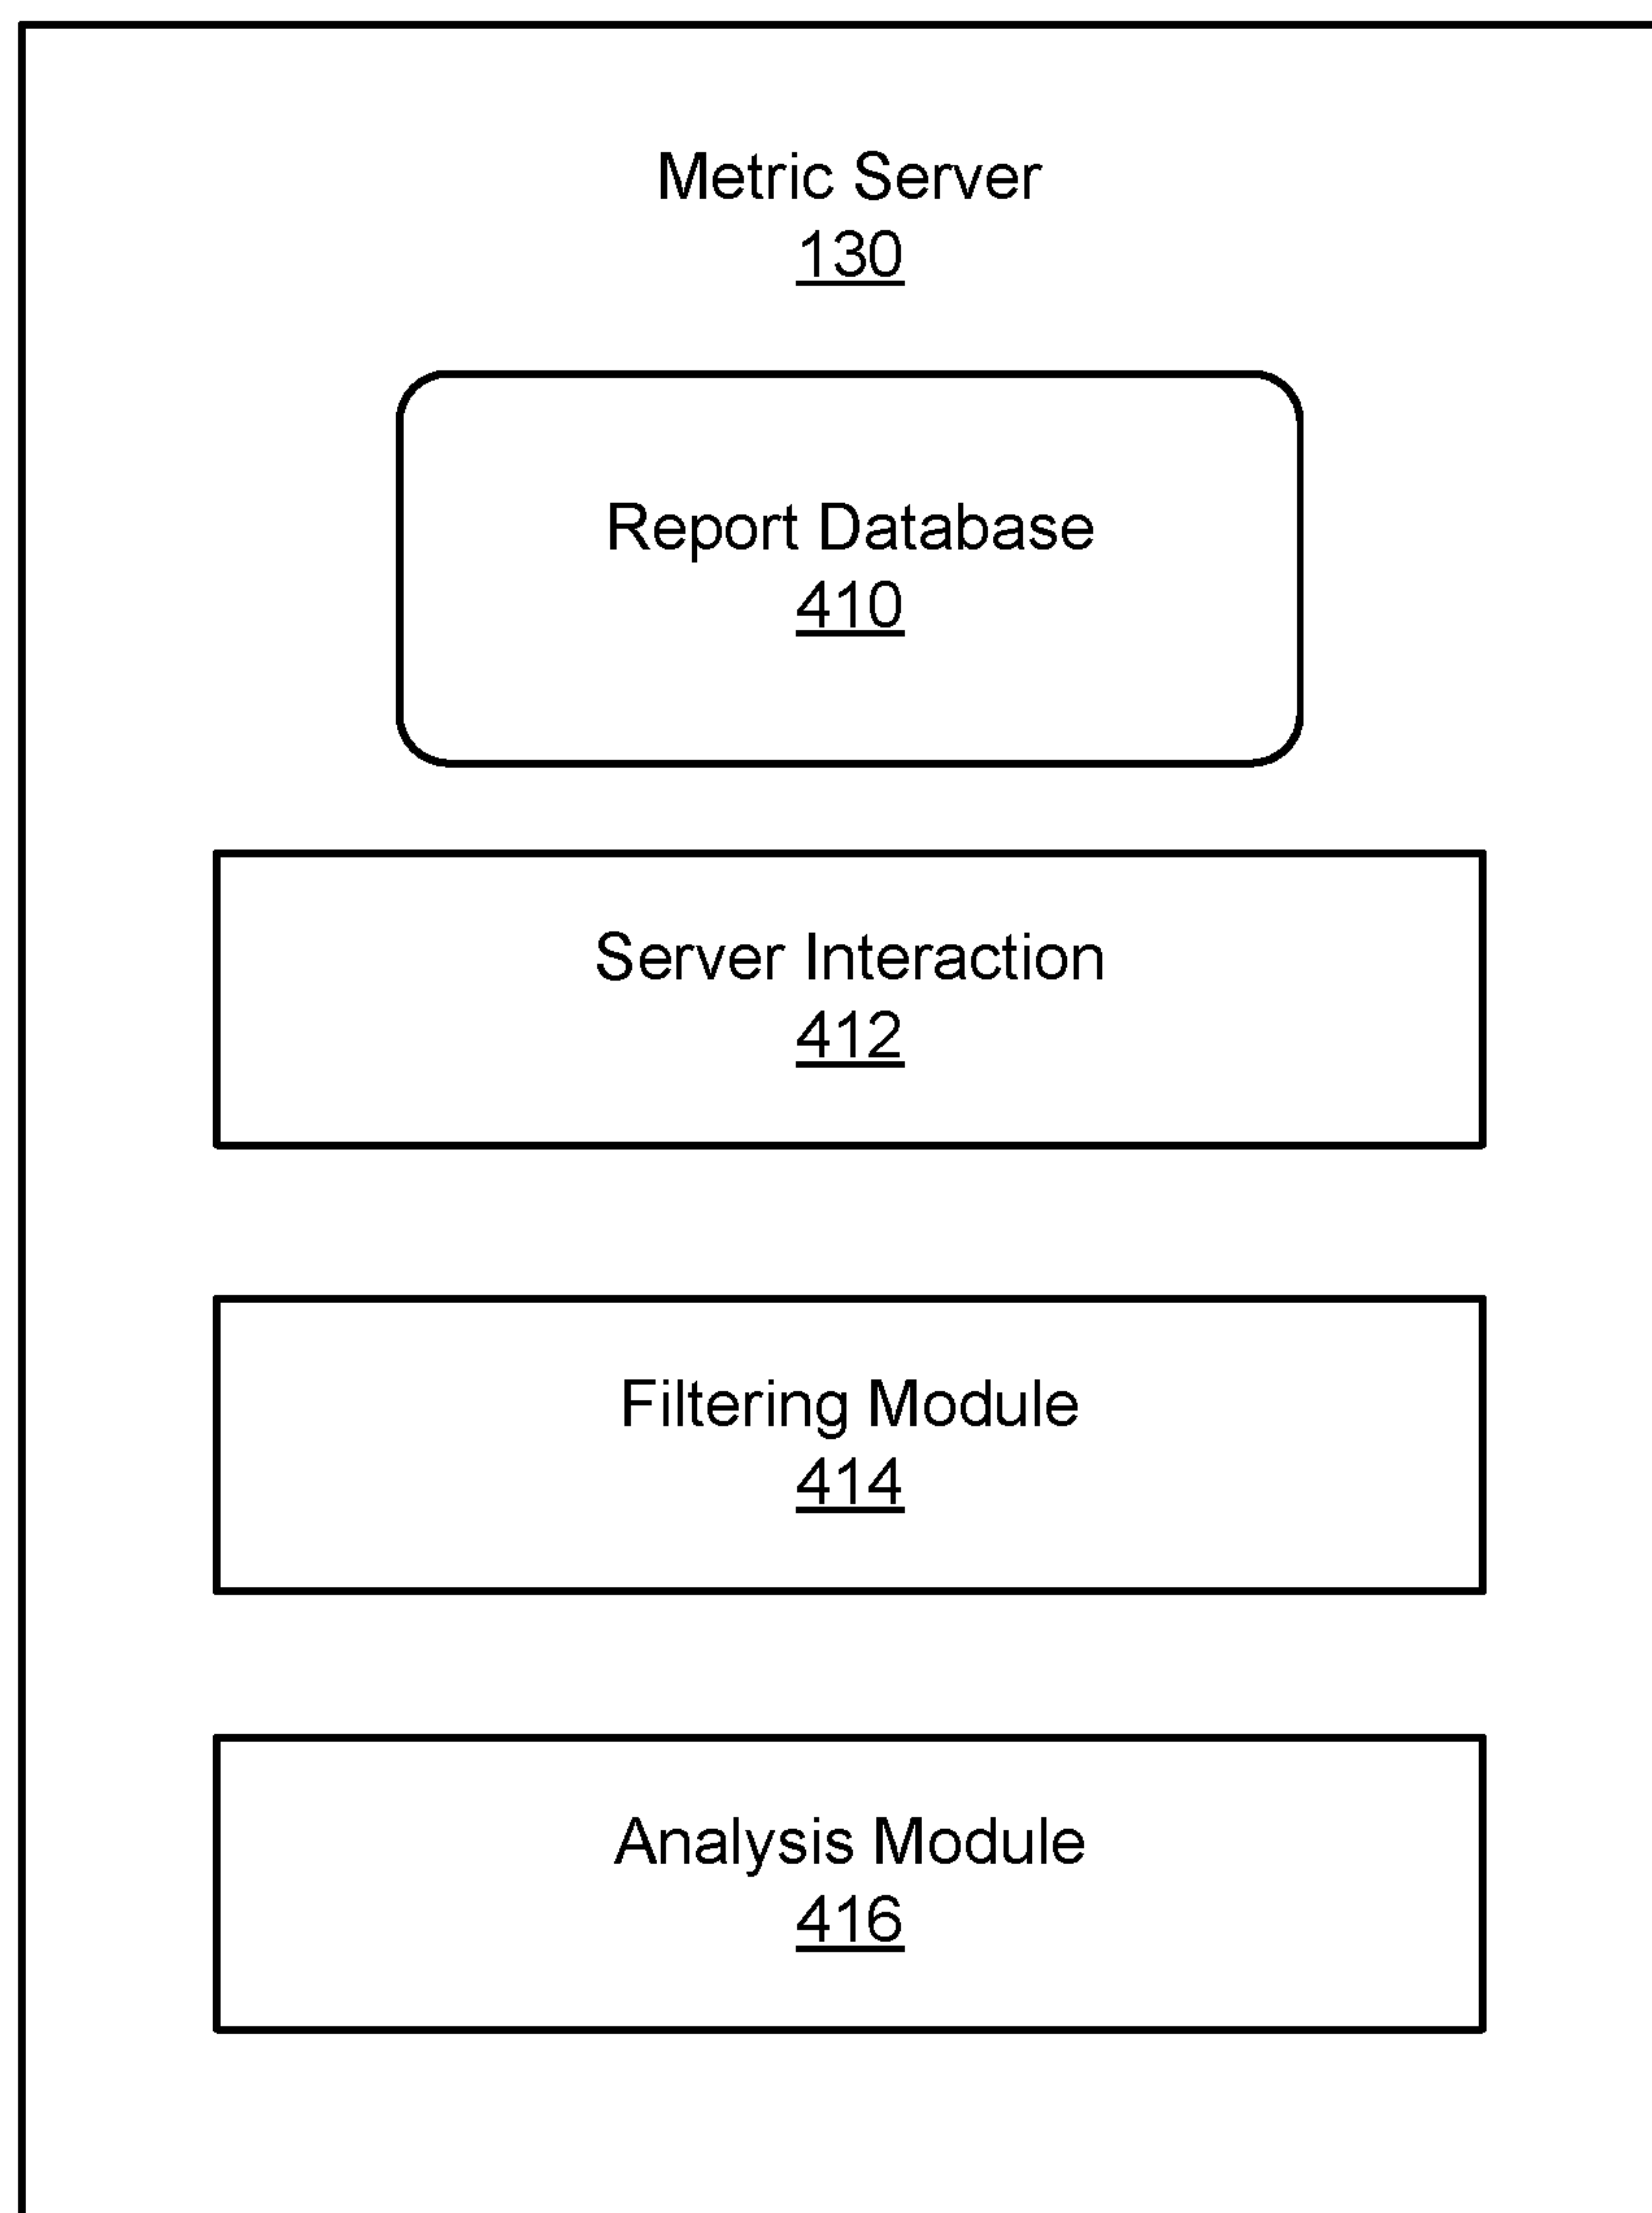 Metric Server
130
Report Database
410
Server Interaction
412
Filtering Module
414
Analysis Module
416